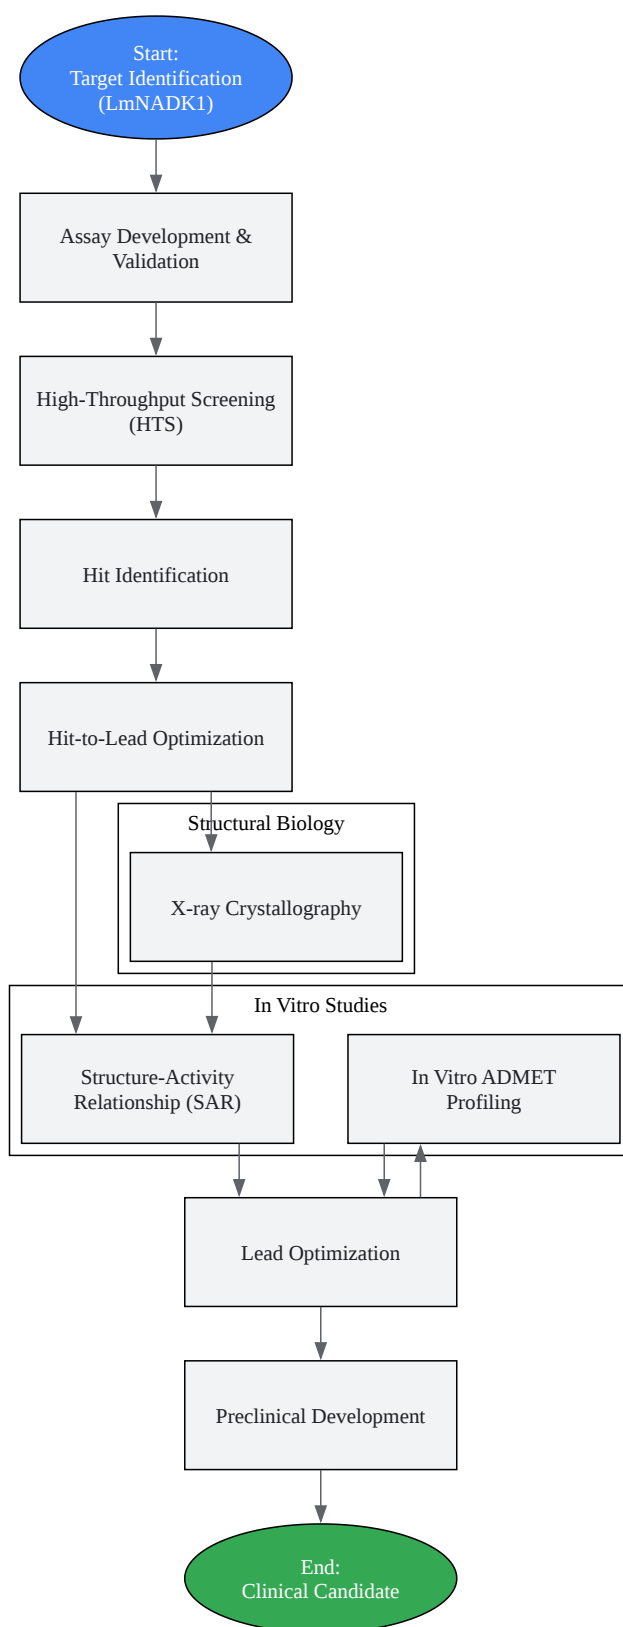 Start:
Target Identification
(LmNADK1)
Assay Development &
Validation
High-Throughput Screening
(HTS)
Hit Identification
Hit-to-Lead Optimization
Structural Biology
X-ray Crystallography
In Vitro Studies
Structure-Activity
Relationship (SAR)
In Vitro ADMET
Profiling
Lead Optimization
Preclinical Development
End:
Clinical Candidate